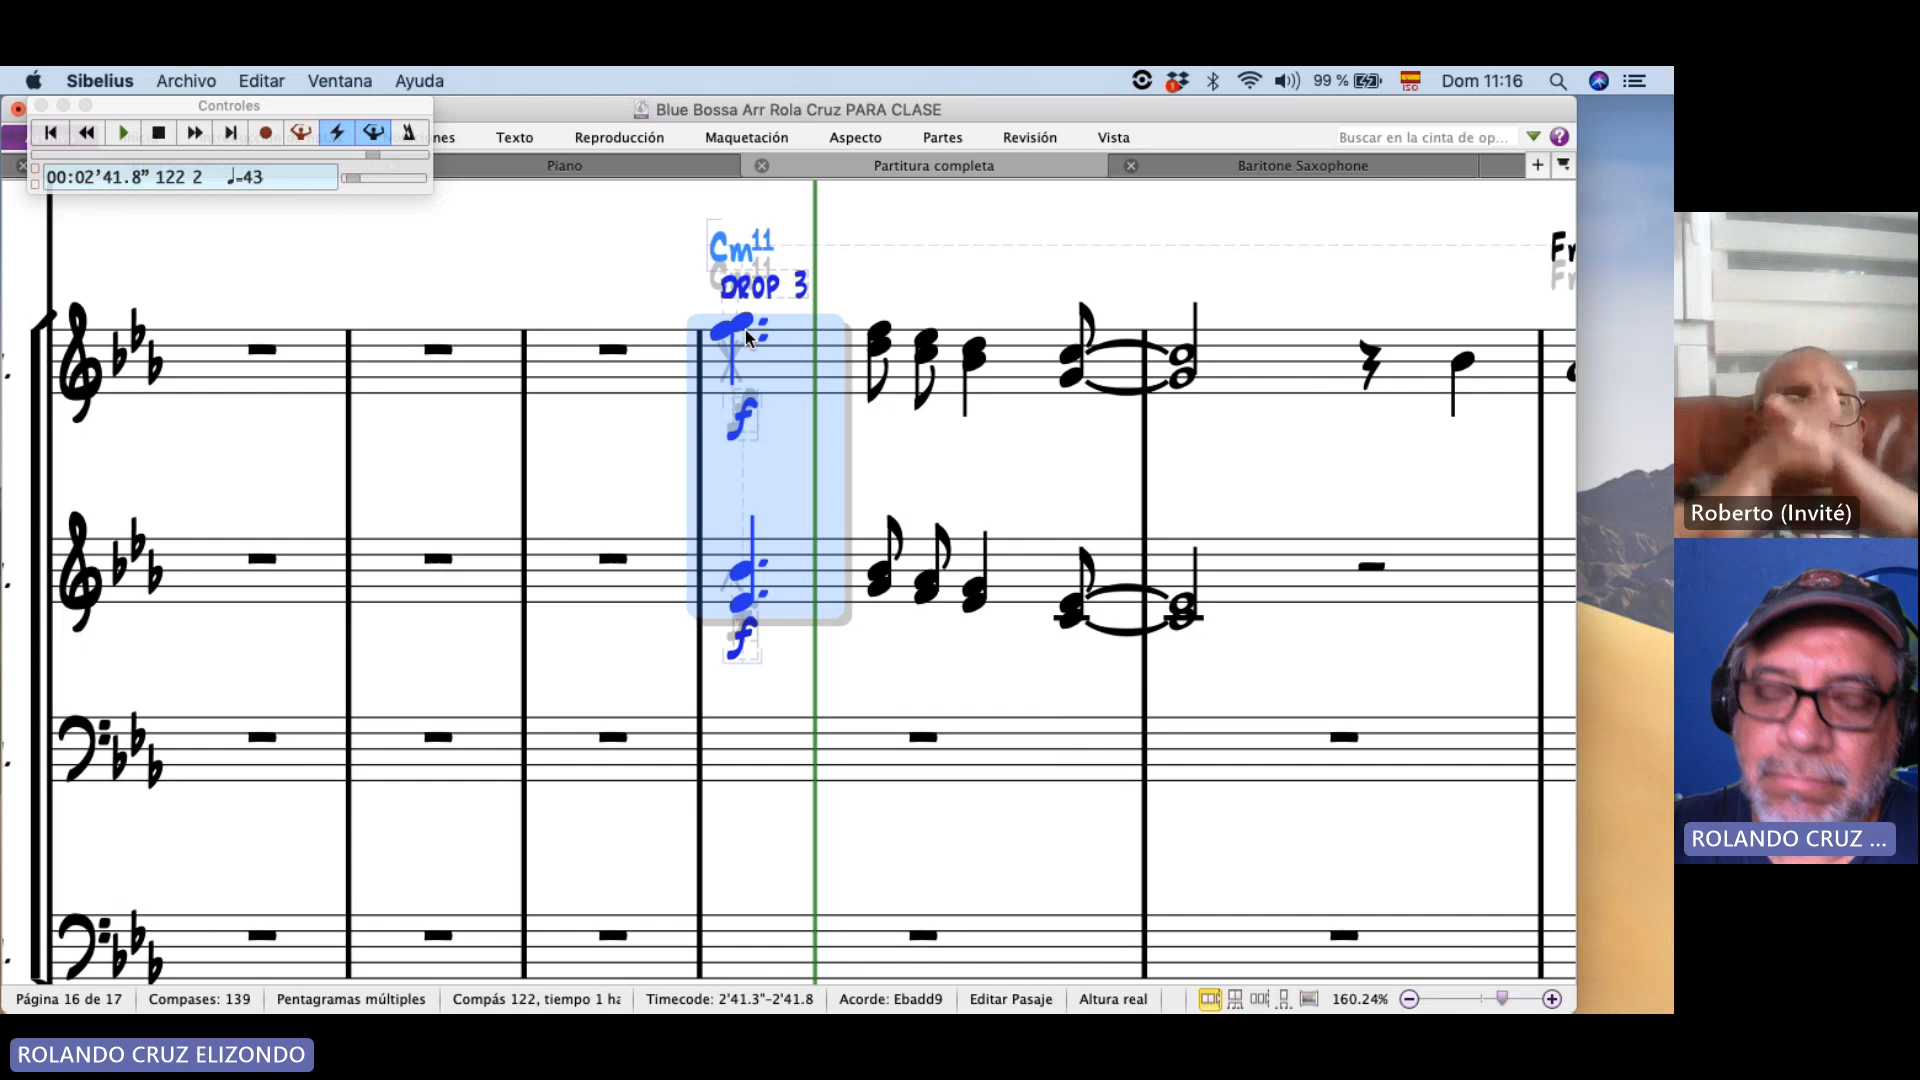 Sibelius Archivo Editar Ventana Ayuda 99 % ISO Dom 11:16
Controles
Blue Bossa Arr Rola Cruz PARA CLASE
nes Texto Reproducción Maquetación Aspecto Partes Revisión Vista Buscar en la cinta de op...
Piano Partitura completa Baritone Saxophone
00:02'41.8" 122 2 ♩=43
Cm11
DROP 3
f
f
Roberto (Invité)
ROLANDO CRUZ ...
Página 16 de 17 Compases: 139 Pentagramas múltiples Compás 122, tiempo 1 ha Timecode: 2'41.3"-2'41.8 Acorde: Ebadd9 Editar Pasaje Altura real 160.24%
ROLANDO CRUZ ELIZONDO